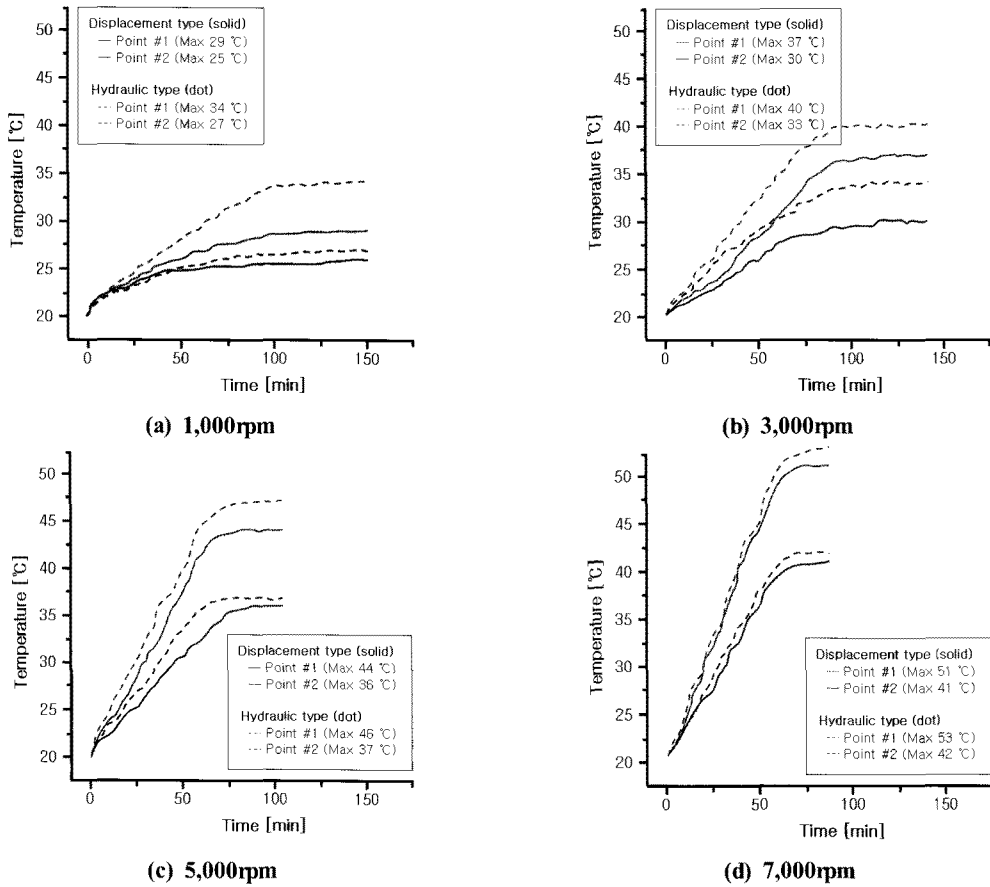 Displacement type (solid)
Point #1 (Max 29 ℃)
Point #2 (Max 25 ℃)
Hydraulic type (dot)
Point #1 (Max 34 ℃)
Point #2 (Max 27 ℃)
Temperature [℃]
50
45
40
35
30
25
20
0
50
100
150
Time [min]
(a) 1,000rpm
Displacement type (solid)
Point #1 (Max 37 ℃)
Point #2 (Max 30 ℃)
Hydraulic type (dot)
Point #1 (Max 40 ℃)
Point #2 (Max 33 ℃)
Temperature [℃]
50
45
40
35
30
25
20
0
50
100
150
Time [min]
(b) 3,000rpm
Displacement type (solid)
Point #1 (Max 44 ℃)
Point #2 (Max 36 ℃)
Hydraulic type (dot)
Point #1 (Max 46 ℃)
Point #2 (Max 37 ℃)
Temperature [℃]
50
45
40
35
30
25
20
0
50
100
150
Time [min]
(c) 5,000rpm
Displacement type (solid)
Point #1 (Max 51 ℃)
Point #2 (Max 41 ℃)
Hydraulic type (dot)
Point #1 (Max 53 ℃)
Point #2 (Max 42 ℃)
Temperature [℃]
50
45
40
35
30
25
20
0
50
100
150
Time [min]
(d) 7,000rpm